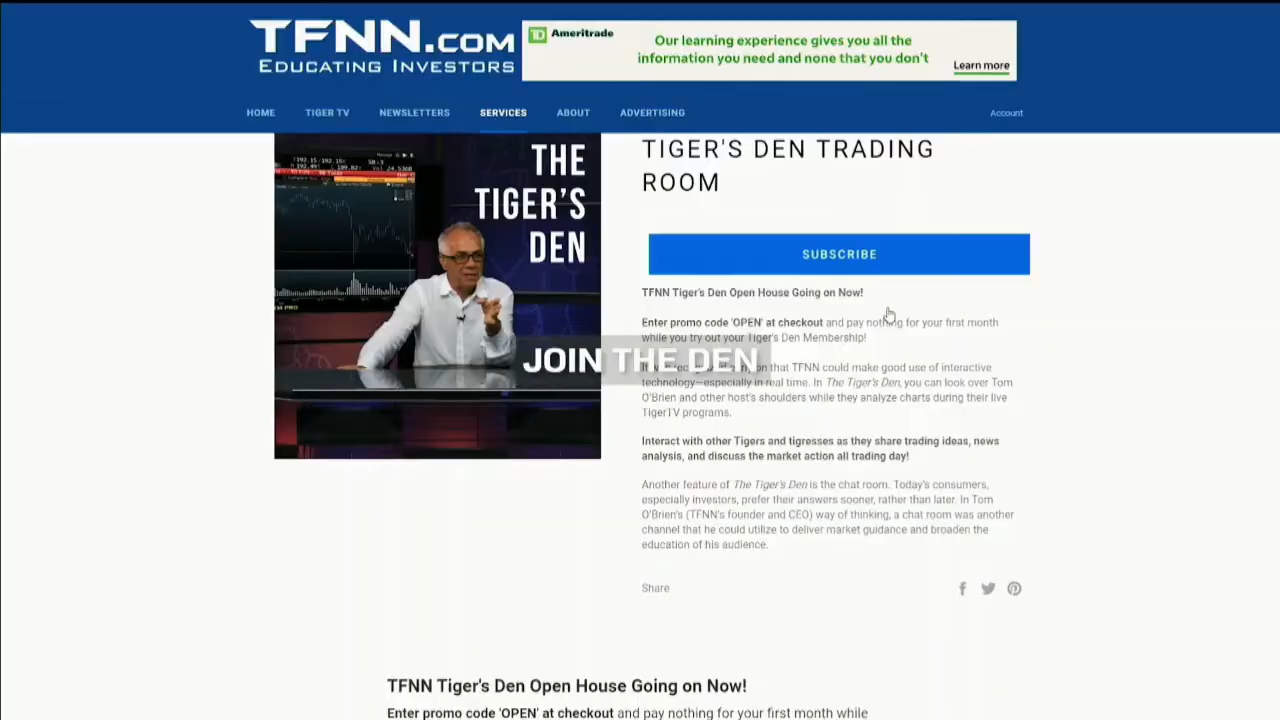 TFNN.COM
EDUCATING INVESTORS
TD Ameritrade
Our learning experience gives you all the
information you need and none that you don't
Learn more
HOME TIGER TV NEWSLETTERS SERVICES ABOUT ADVERTISING Account
THE
TIGER'S
DEN
TIGER'S DEN TRADING
ROOM
SUBSCRIBE
TFNN Tiger's Den Open House Going on Now!
Enter promo code 'OPEN' at checkout and pay nothing for your first month
while you try out your Tiger's Den Membership!
JOIN THE DEN
on that TFNN could make good use of interactive
technology—especially in real time. In The Tiger's Den, you can look over Tom
O'Brien and other host's shoulders while they analyze charts during their live
TigerTV programs.
Interact with other Tigers and tigresses as they share trading ideas, news
analysis, and discuss the market action all trading day!
Another feature of The Tiger's Den is the chat room. Today's consumers,
especially investors, prefer their answers sooner, rather than later. In Tom
O'Brien's (TFNN's founder and CEO) way of thinking, a chat room was another
channel that he could utilize to deliver market guidance and broaden the
education of his audience.
Share
TFNN Tiger's Den Open House Going on Now!
Enter promo code 'OPEN' at checkout and pay nothing for your first month while